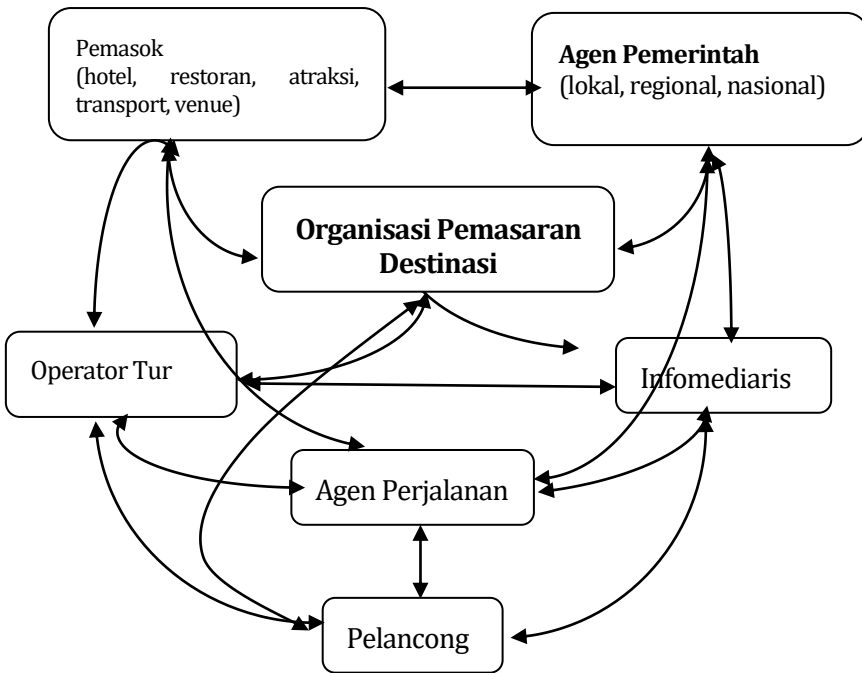 Pemasok
(hotel, restoran, atraksi,
transport, venue)
Agen Pemerintah
(lokal, regional, nasional)
Organisasi Pemasaran
Destinasi
Operator Tur
Infomediaris
Agen Perjalanan
Pelancong